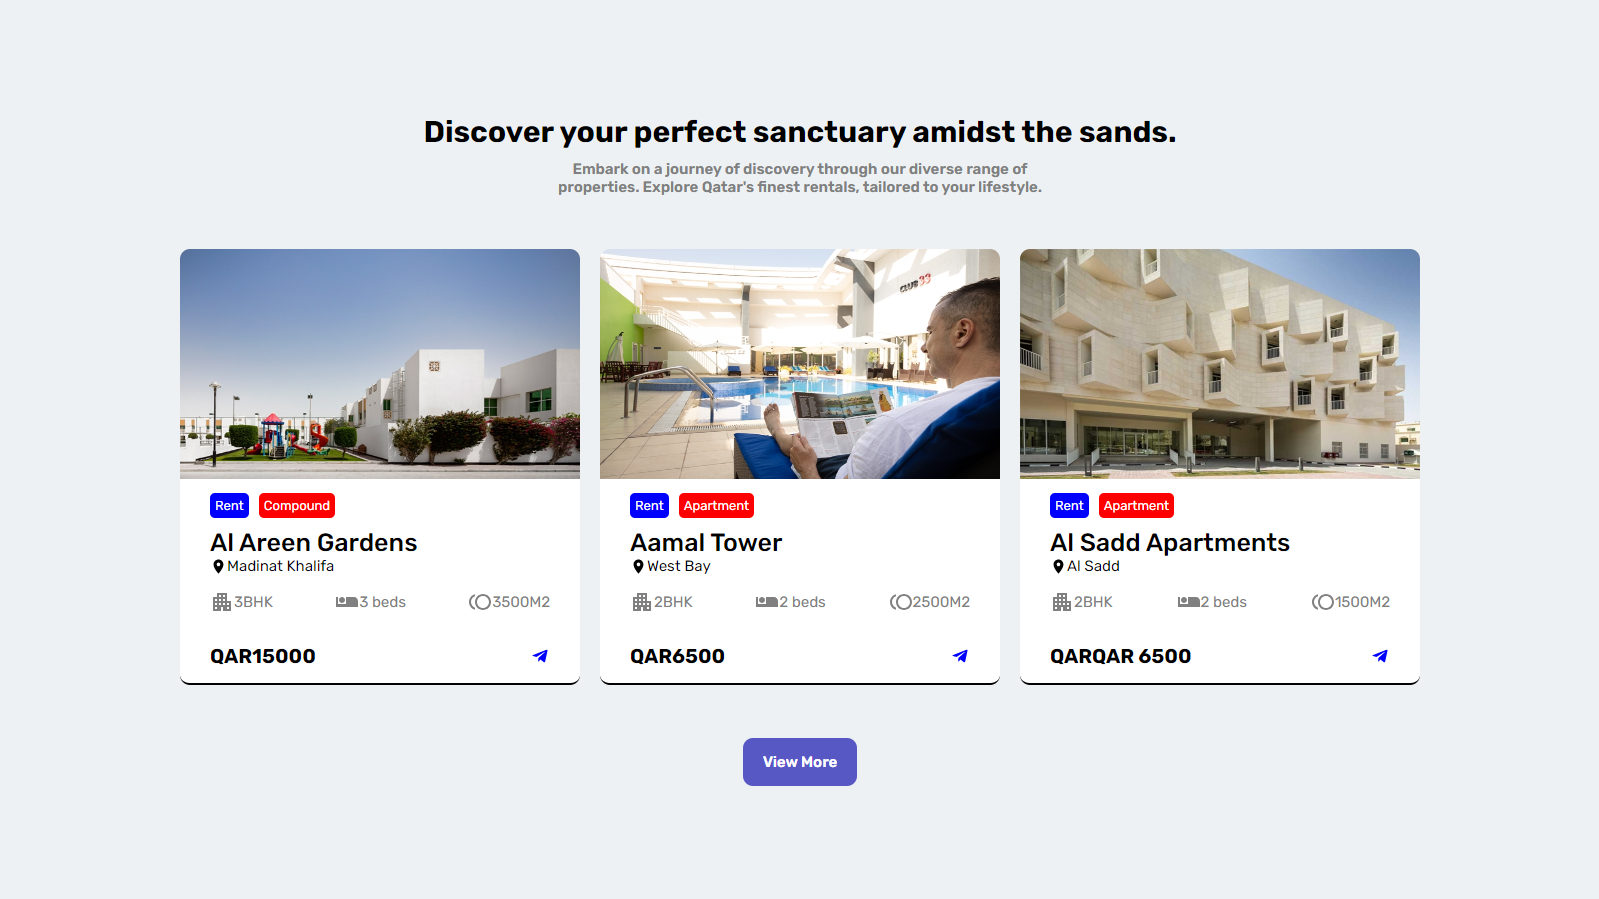 Discover your perfect sanctuary amidst the sands.
Embark on a journey of discovery through our diverse range of
properties. Explore Qatar's finest rentals, tailored to your lifestyle.
CLUB 33
Rent Compound
Al Areen Gardens
Madinat Khalifa
3BHK 3 beds 3500M2
QAR15000
Rent Apartment
Aamal Tower
West Bay
2BHK 2 beds 2500M2
QAR6500
Rent Apartment
Al Sadd Apartments
Al Sadd
2BHK 2 beds 1500M2
QARQAR 6500
View More